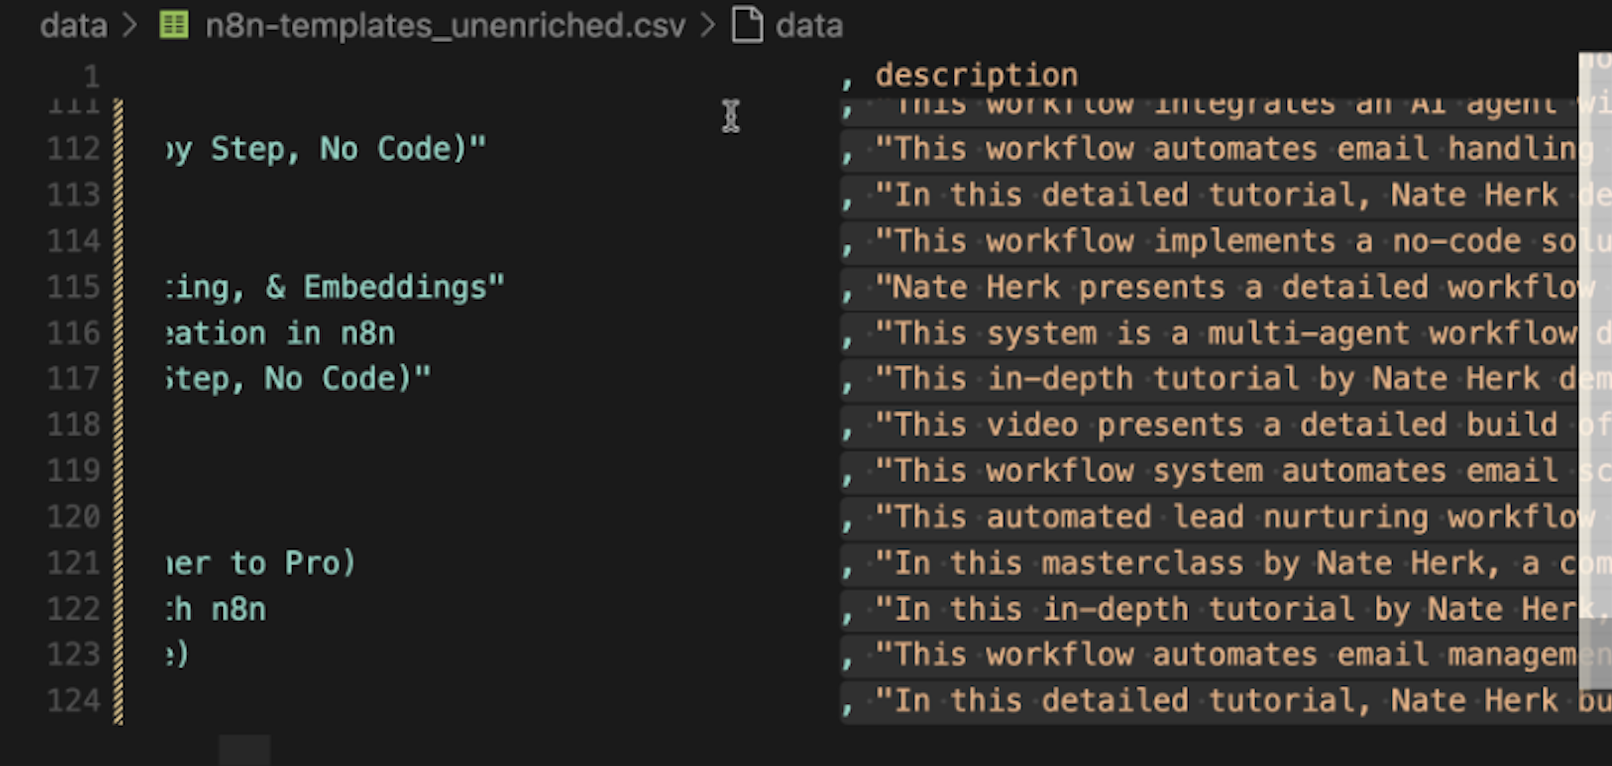 data > n8n-templates_unenriched.csv > data
1 , description
111 , "This workflow integrates an AI agent
112 by Step, No Code)" , "This workflow automates email handling
113 , "In this detailed tutorial, Nate Herk
114 , "This workflow implements a no-code
115 ing, & Embeddings" , "Nate Herk presents a detailed workflow
116 eation in n8n , "This system is a multi-agent workflow
117 Step, No Code)" , "This in-depth tutorial by Nate Herk dem
118 , "This video presents a detailed build of
119 , "This workflow system automates email sc
120 , "This automated lead nurturing workflow
121 ner to Pro) , "In this masterclass by Nate Herk, a com
122 th n8n , "In this in-depth tutorial by Nate Herk,
123 e) , "This workflow automates email managemen
124 , "In this detailed tutorial, Nate Herk bu